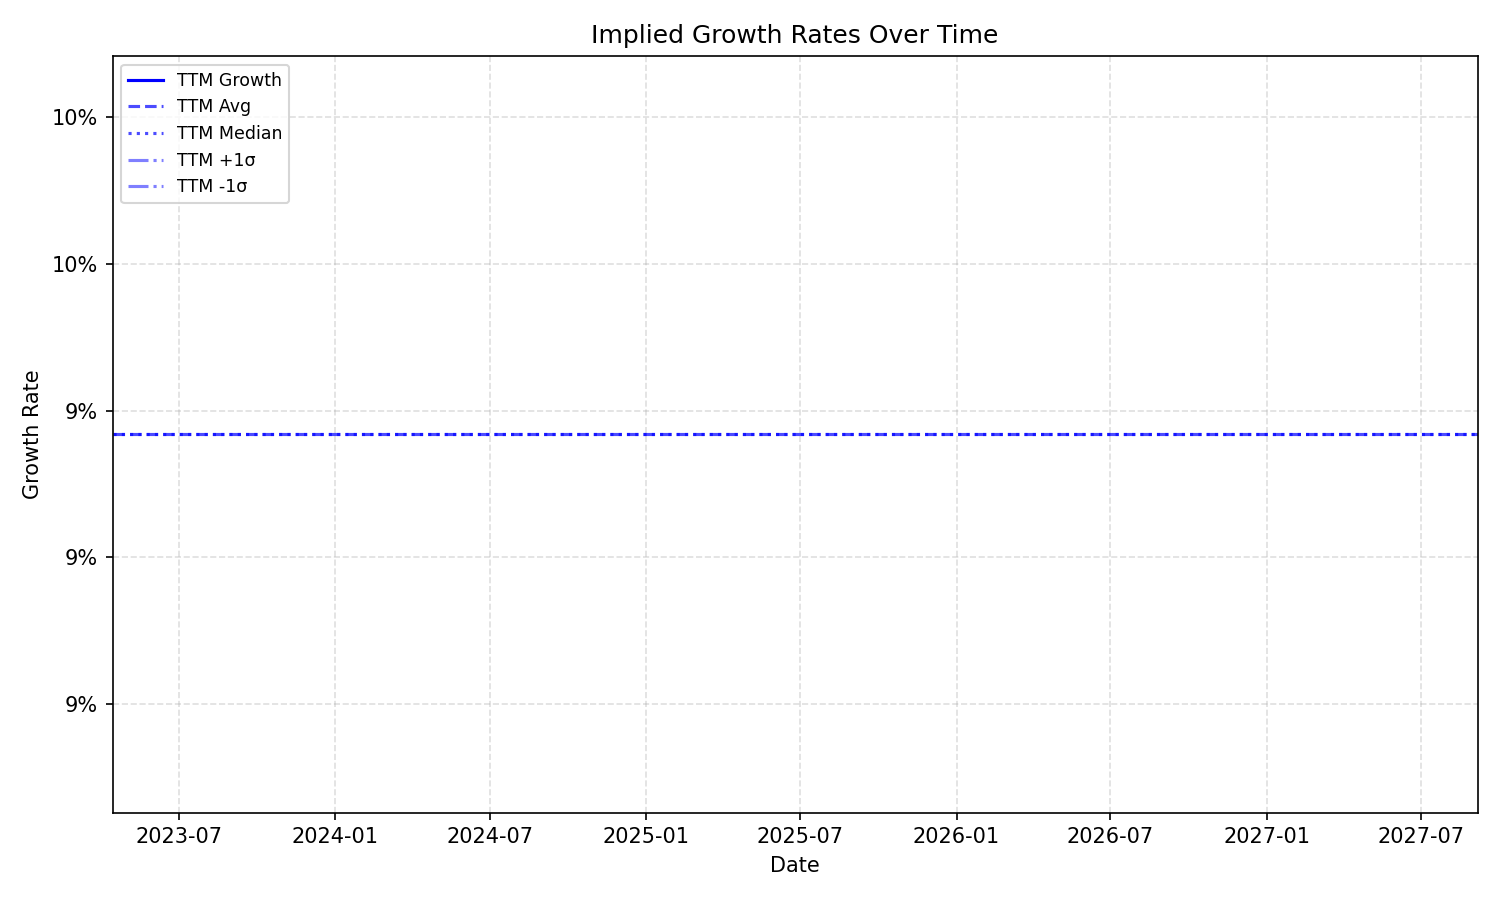 Implied Growth Rates Over Time
TTM Growth
TTM Avg
TTM Median
TTM +1σ
TTM -1σ
10%
10%
9%
9%
9%
Growth Rate
2023-07 2024-01 2024-07 2025-01 2025-07 2026-01 2026-07 2027-01 2027-07
Date